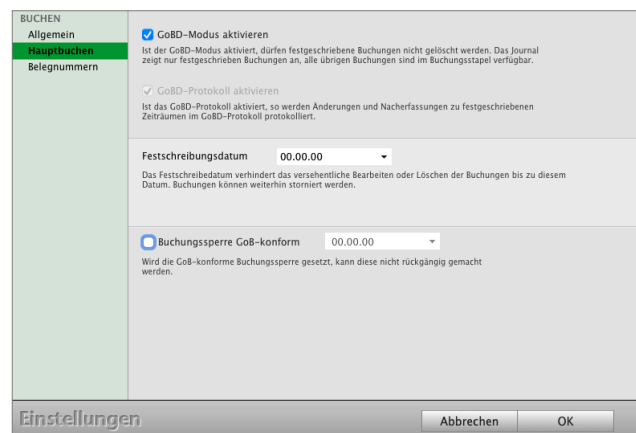 BUCHEN
Allgemein
Hauptbuchen
Belegnummern
GoBD-Modus aktivieren
Ist der GoBD-Modus aktiviert, dürfen festgeschriebene Buchungen nicht gelöscht werden. Das Journal
zeigt nur festgeschrieben Buchungen an, alle übrigen Buchungen sind im Buchungsstapel verfügbar.
GoBD-Protokoll aktivieren
Ist das GoBD-Protokoll aktiviert, so werden Änderungen und Nacherfassungen zu festgeschriebenen
Zeiträumen im GoBD-Protokoll protokolliert.
Festschreibungsdatum 00.00.00
Das Festschreibedatum verhindert das versehentliche Bearbeiten oder Löschen der Buchungen bis zu diesem
Datum. Buchungen können weiterhin storniert werden.
Buchungssperre GoB-konform 00.00.00
Wird die GoB-konforme Buchungssperre gesetzt, kann diese nicht rückgängig gemacht
werden.
Einstellungen
Abbrechen OK